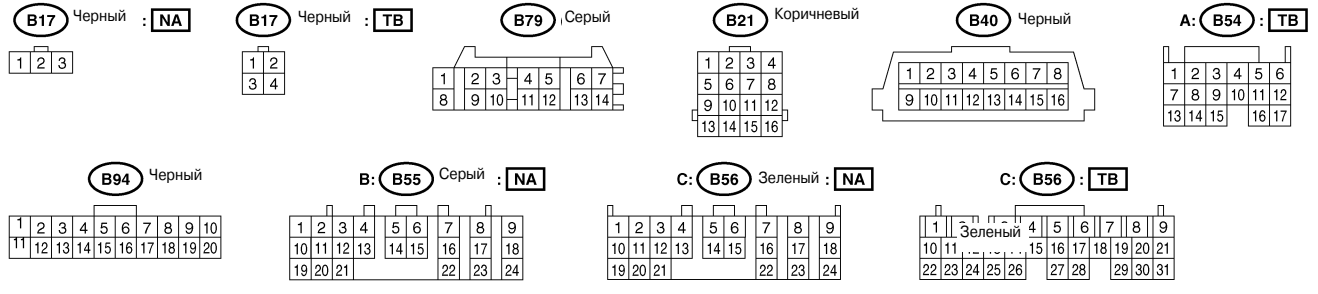 B17 Черный : NA
B17 Черный : TB
B79 Серый
B21 Коричневый
B40 Черный
A: B54 : TB
1 2 3
1 2
3 4
1 2 3 4 5 6 7
8 9 10 11 12 13 14
1 2 3 4
5 6 7 8
9 10 11 12
13 14 15 16
1 2 3 4 5 6 7 8
9 10 11 12 13 14 15 16
1 2 3 4 5 6
7 8 9 10 11 12
13 14 15 16 17
B94 Черный
B: B55 Серый : NA
C: B56 Зеленый : NA
C: B56 : TB
1 2 3 4 5 6 7 8 9 10
11 12 13 14 15 16 17 18 19 20
1 2 3 4 5 6 7 8 9
10 11 12 13 14 15 16 17 18
19 20 21 22 23 24
1 2 3 4 5 6 7 8 9
10 11 12 13 14 15 16 17 18
19 20 21 22 23 24
1 4 5 6 7 8 9
Зеленый
10 11 15 16 17 18 19 20 21
22 23 24 25 26 27 28 29 30 31